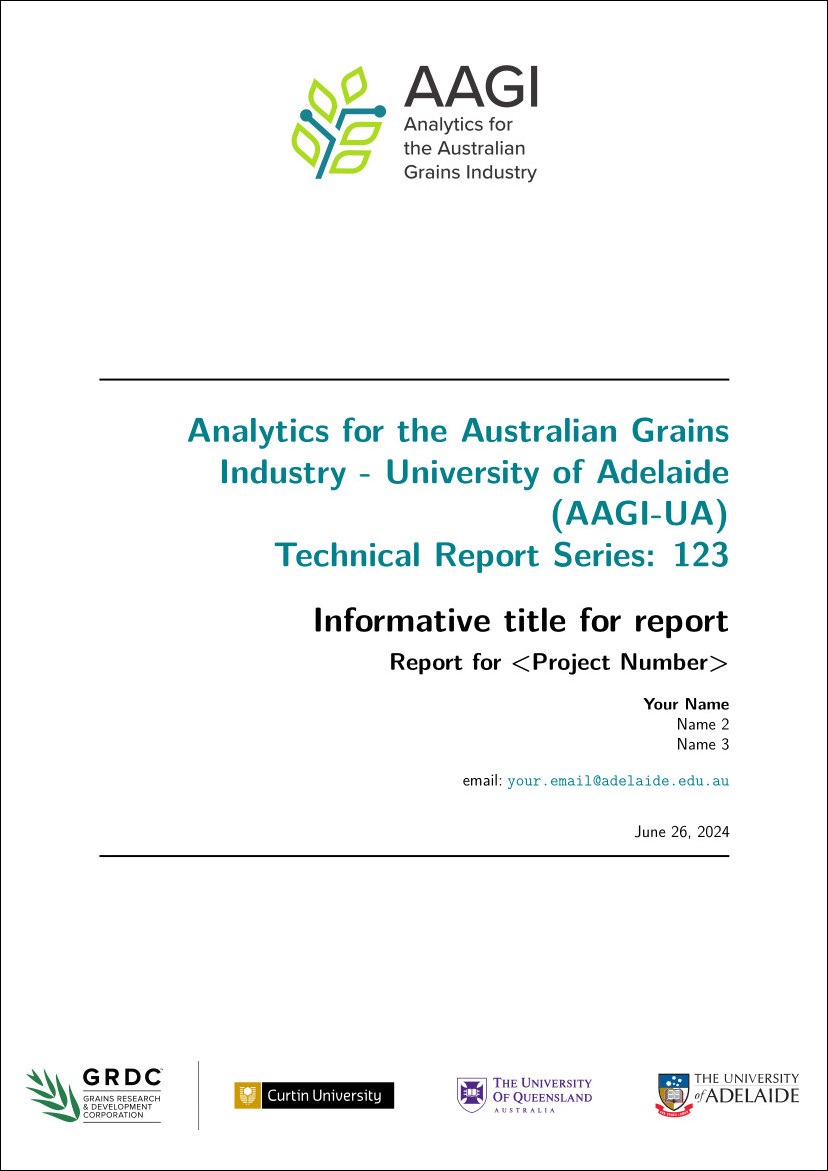 AAGI
Analytics for
the Australian
Grains Industry
Analytics for the Australian Grains
Industry - University of Adelaide
(AAGI-UA)
Technical Report Series: 123
Informative title for report
Report for <Project Number>
Your Name
Name 2
Name 3
email: your.email@adelaide.edu.au
June 26, 2024
GRDC
GRAINS RESEARCH
& DEVELOPMENT
CORPORATION
Curtin University
THE UNIVERSITY
OF QUEENSLAND
AUSTRALIA
THE UNIVERSITY
of ADELAIDE